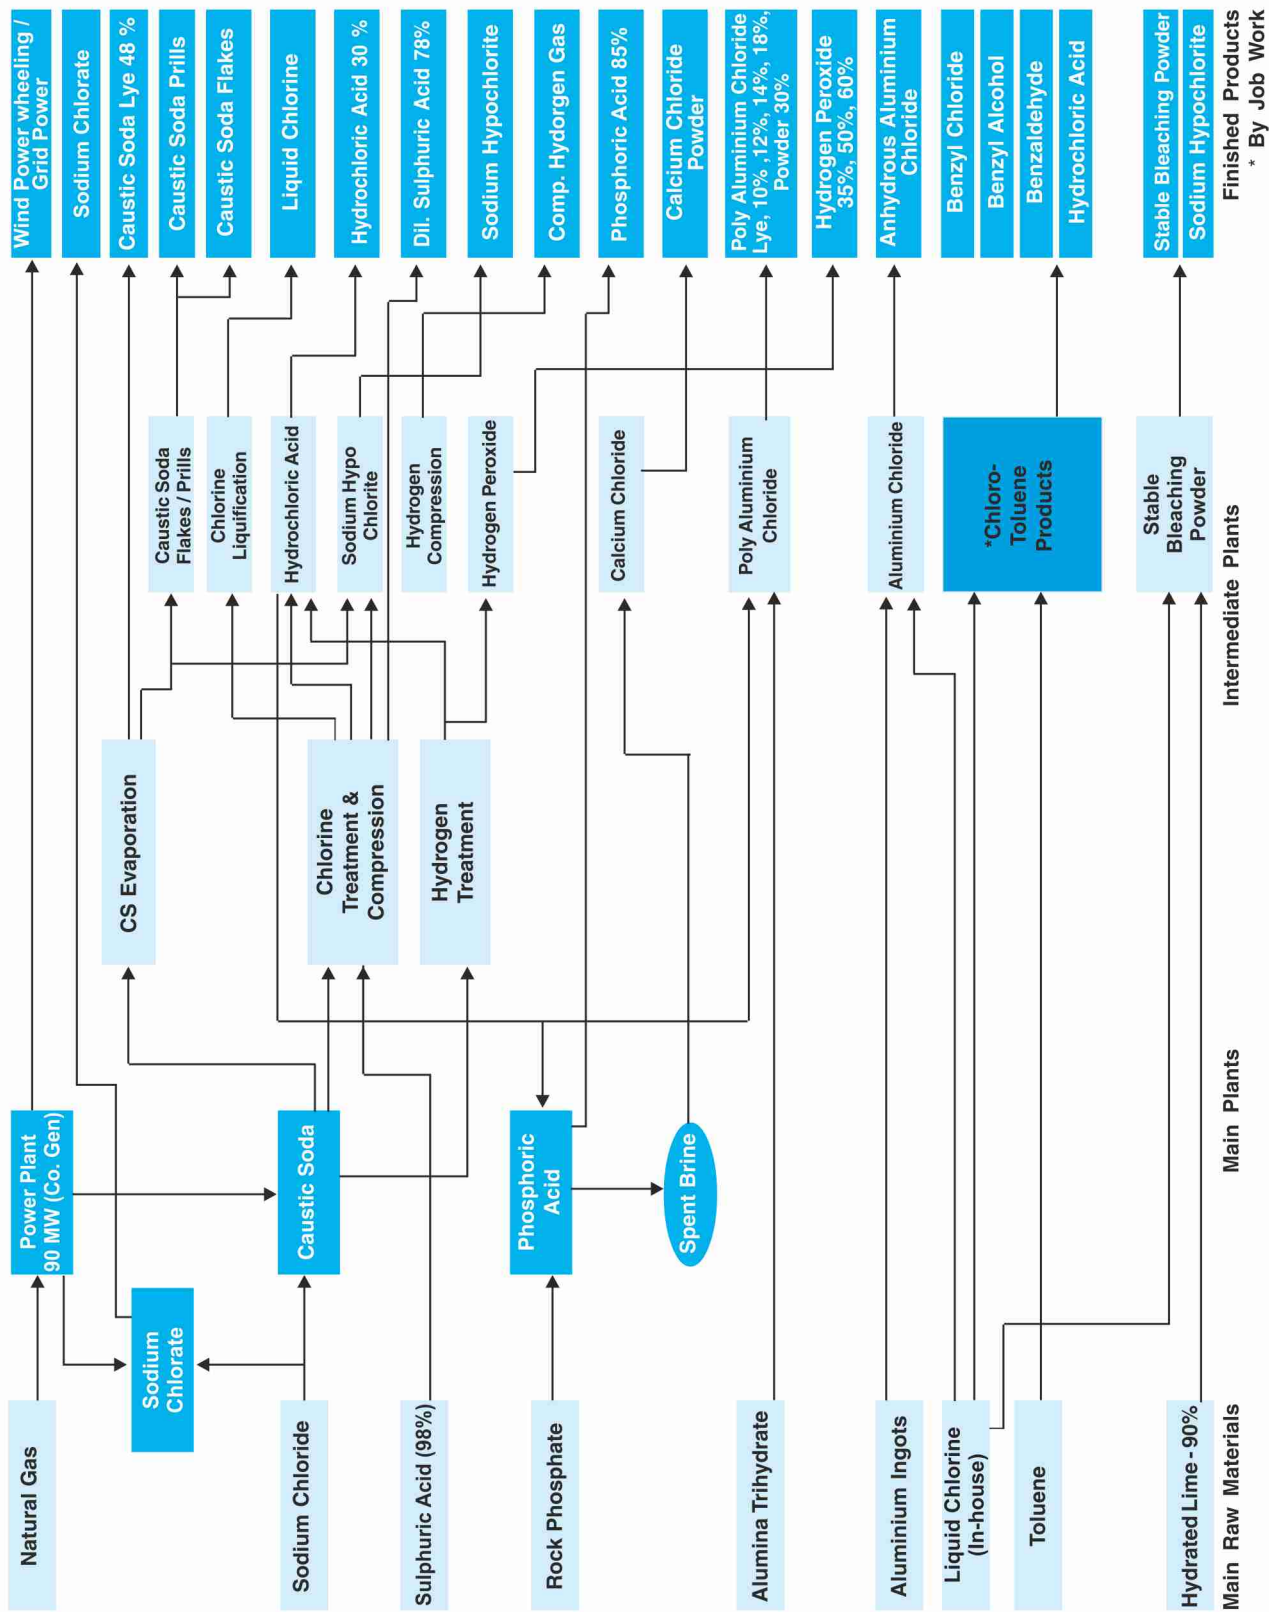 Natural Gas
Sodium Chloride
Sulphuric Acid (98%)
Rock Phosphate
Alumina Trihydrate
Aluminium Ingots
Liquid Chlorine
(In-house)
Toluene
Hydrated Lime - 90%
Main Raw Materials
Sodium
Chlorate
Power Plant
90 MW (Co. Gen)
Caustic Soda
Phosphoric
Acid
Spent Brine
Main Plants
CS Evaporation
Chlorine
Treatment &
Compression
Hydrogen
Treatment
Caustic Soda
Flakes / Prills
Chlorine
Liquification
Hydrochloric Acid
Sodium Hypo
Chlorite
Hydrogen
Compression
Hydrogen Peroxide
Calcium Chloride
Poly Aluminium
Chloride
Aluminium Chloride
*Chloro-
Toluene
Products
Stable
Bleaching
Powder
Intermediate Plants
Wind Power wheeling /
Grid Power
Sodium Chlorate
Caustic Soda Lye 48 %
Caustic Soda Prills
Caustic Soda Flakes
Liquid Chlorine
Hydrochloric Acid 30 %
Dil. Sulphuric Acid 78%
Sodium Hypochlorite
Comp. Hydorgen Gas
Phosphoric Acid 85%
Calcium Chloride
Powder
Poly Aluminium Chloride
Lye, 10% ,12%, 14%, 18%,
Powder 30%
Hydrogen Peroxide
35%, 50%, 60%
Anhydrous Aluminium
Chloride
Benzyl Chloride
Benzyl Alcohol
Benzaldehyde
Hydrochloric Acid
Stable Bleaching Powder
Sodium Hypochlorite
Finished Products
* By Job Work